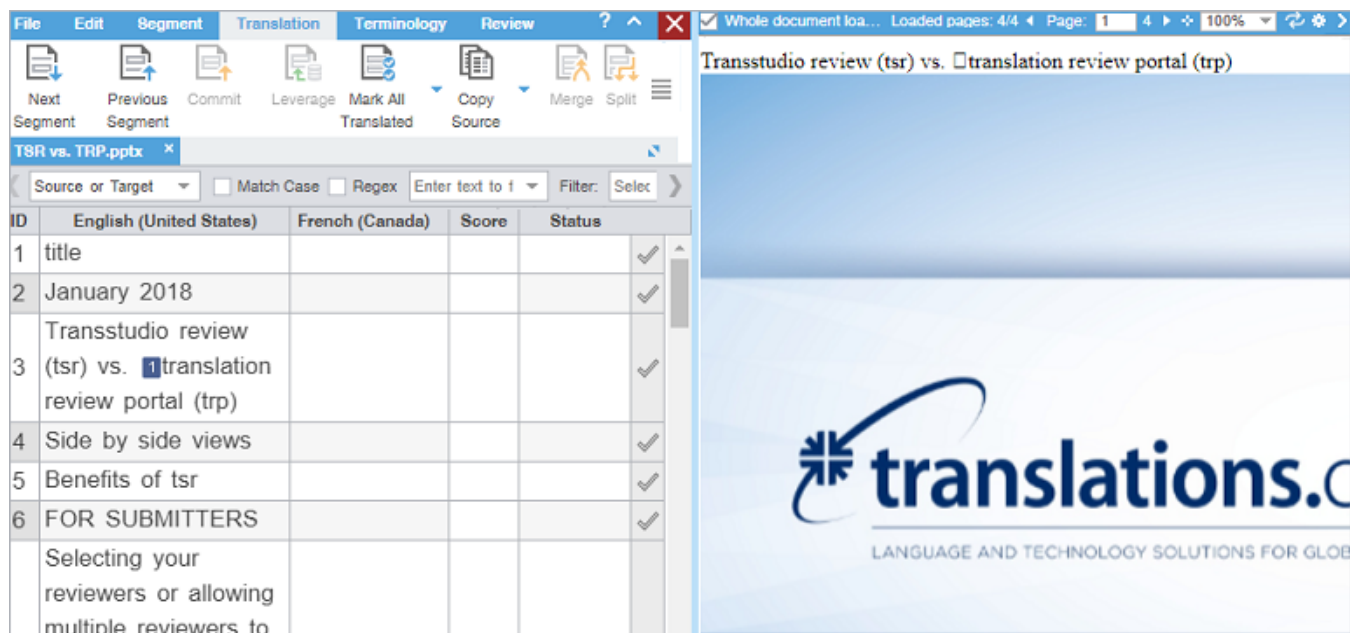 File Edit Segment Translation Terminology Review ?
Next Segment
Previous Segment
Commit
Leverage
Mark All Translated
Copy Source
Merge
Split
TSR vs. TRP.pptx ×
Source or Target Match Case Regex Enter text to f Filter: Selec
ID English (United States) French (Canada) Score Status
1 title
2 January 2018
3 Transstudio review
(tsr) vs. 1translation
review portal (trp)
4 Side by side views
5 Benefits of tsr
6 FOR SUBMITTERS
Selecting your
reviewers or allowing
multiple reviewers to
Whole document loa... Loaded pages: 4/4 Page: 1 4 100%
Transstudio review (tsr) vs. □translation review portal (trp)
translations.c
LANGUAGE AND TECHNOLOGY SOLUTIONS FOR GLOB